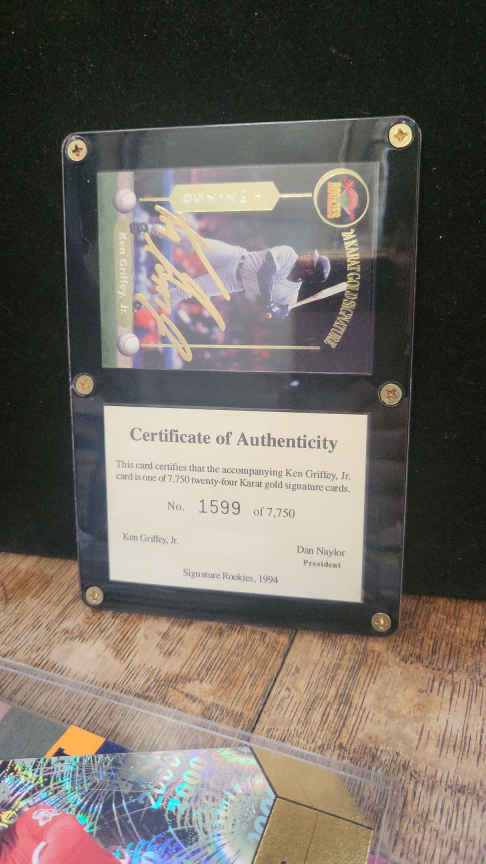 24 KARAT GOLD SIGNATURE
Ken Griffey, Jr.
Certificate of Authenticity
This card certifies that the accompanying Ken Griffey, Jr.
card is one of 7,750 twenty-four Karat gold signature cards.
No. 1599 of 7,750
Ken Griffey, Jr.
Dan Naylor
President
Signature Rookies, 1994